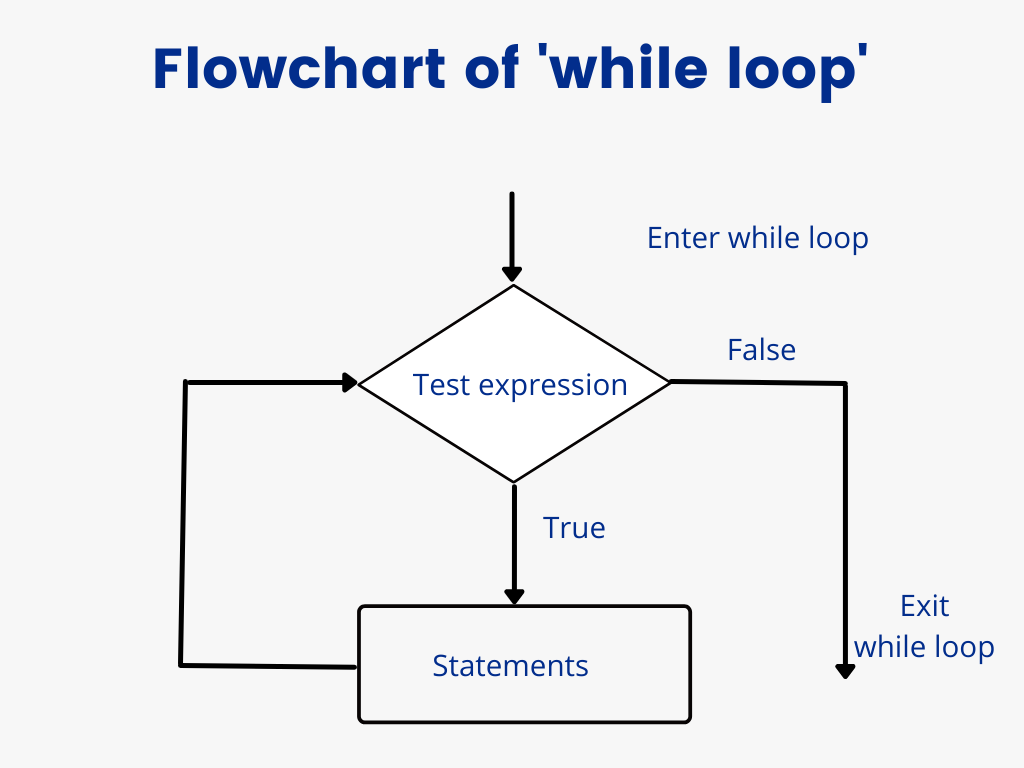 Flowchart of 'while loop'
Enter while loop
False
Test expression
True
Exit
while loop
Statements